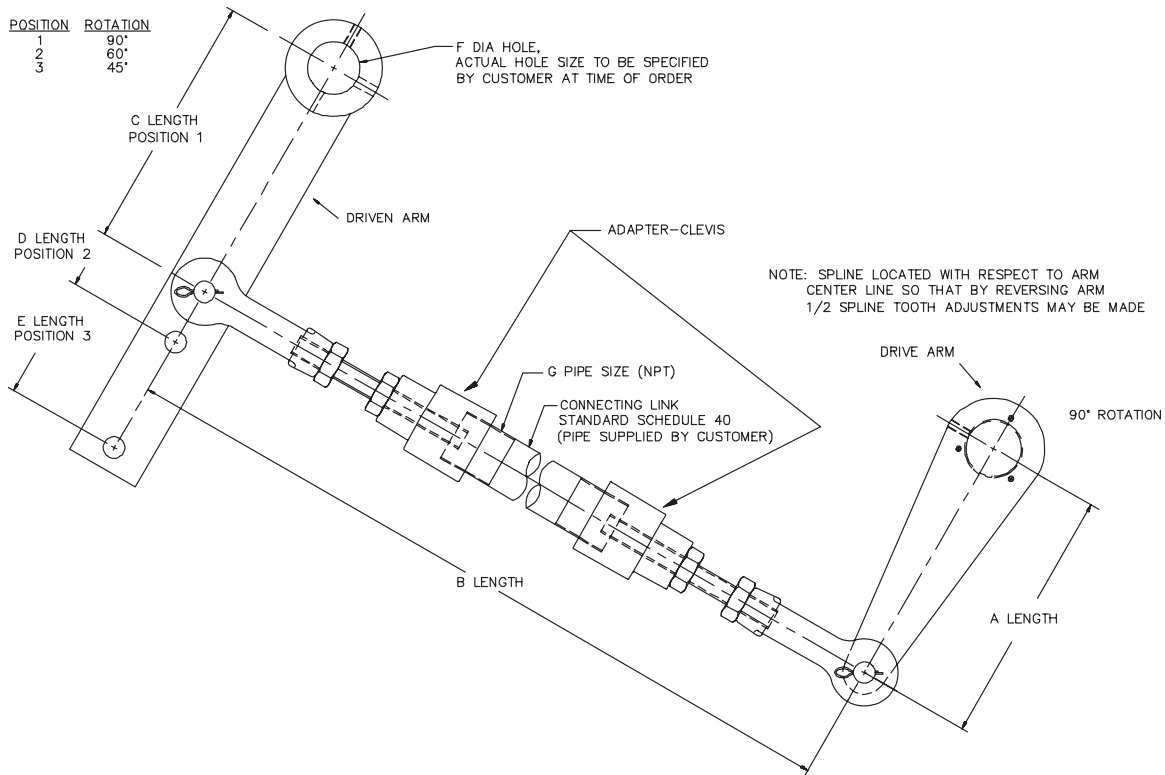 POSITION ROTATION
1 90°
2 60°
3 45°
F DIA HOLE,
ACTUAL HOLE SIZE TO BE SPECIFIED
BY CUSTOMER AT TIME OF ORDER
C LENGTH
POSITION 1
DRIVEN ARM
D LENGTH
POSITION 2
ADAPTER-CLEVIS
NOTE: SPLINE LOCATED WITH RESPECT TO ARM
CENTER LINE SO THAT BY REVERSING ARM
1/2 SPLINE TOOTH ADJUSTMENTS MAY BE MADE
E LENGTH
POSITION 3
DRIVE ARM
G PIPE SIZE (NPT)
CONNECTING LINK
STANDARD SCHEDULE 40
(PIPE SUPPLIED BY CUSTOMER)
90° ROTATION
B LENGTH
A LENGTH